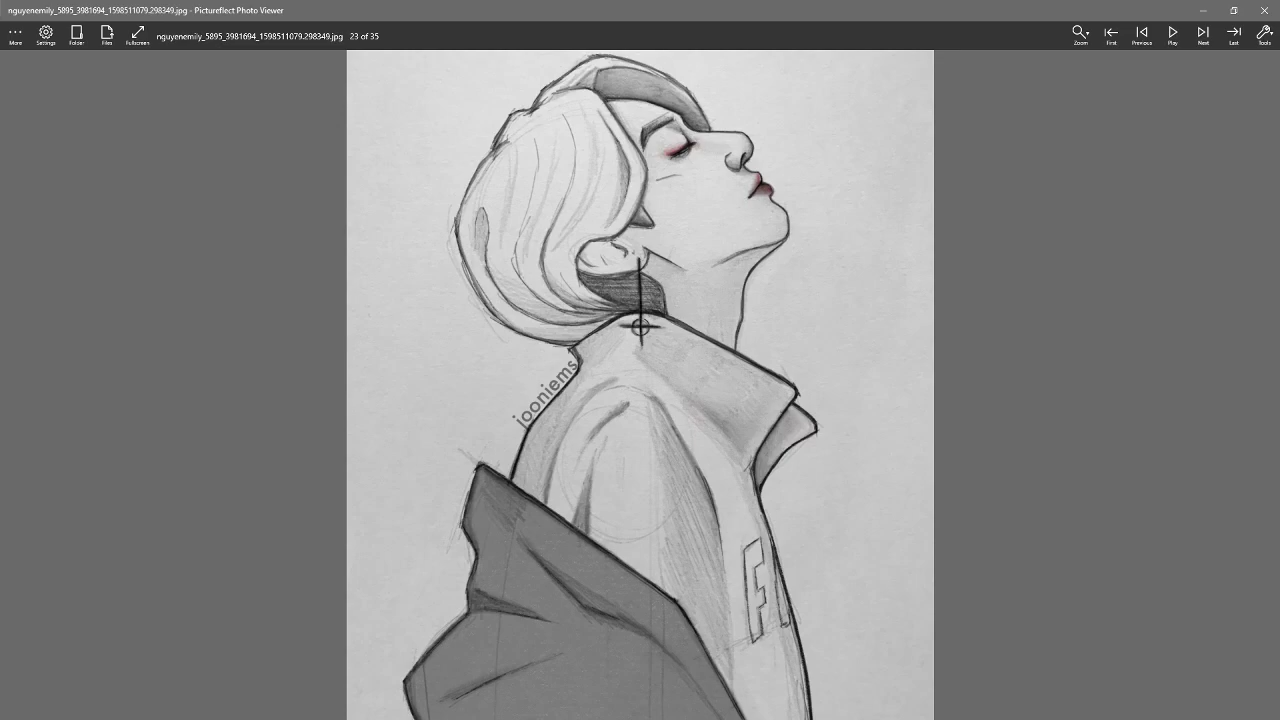 nguyenemily_5895_3981694_1598511079.298349.jpg - Pictureflect Photo Viewer
More
Settings
Folder
Files
Fullscreen
nguyenemily_5895_3981694_1598511079.298349.jpg 23 of 35
Zoom
First
Previous
Play
Next
Last
Tools
jooniems
F